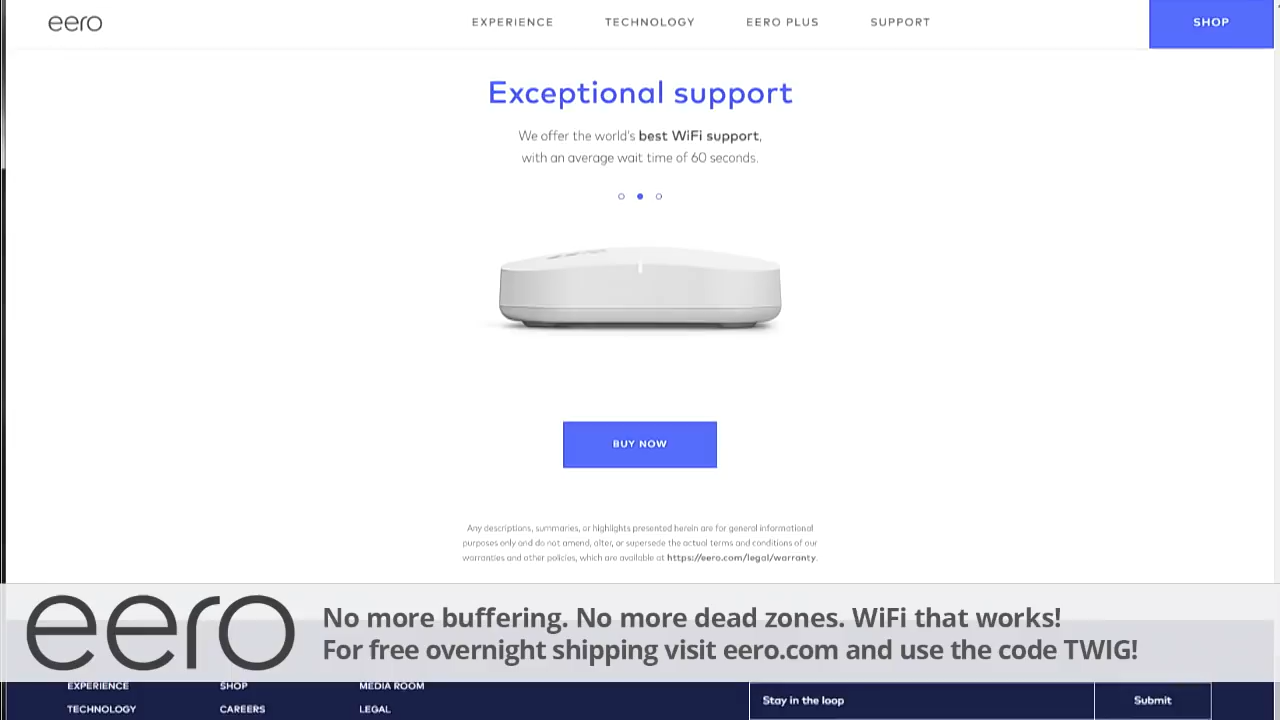 eero
EXPERIENCE TECHNOLOGY EERO PLUS SUPPORT SHOP
Exceptional support
We offer the world's best WiFi support,
with an average wait time of 60 seconds.
BUY NOW
Any descriptions, summaries, or highlights presented herein are for general informational
purposes only and do not amend, alter, or supersede the actual terms and conditions of our
warranties and other policies, which are available at https://eero.com/legal/warranty.
eero
No more buffering. No more dead zones. WiFi that works!
For free overnight shipping visit eero.com and use the code TWIG!
EXPERIENCE SHOP MEDIA ROOM
TECHNOLOGY CAREERS LEGAL
Stay in the loop Submit